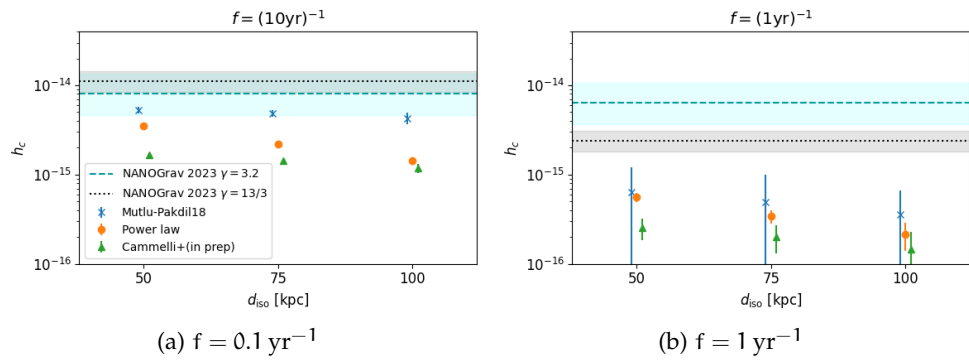 f = (10yr)⁻¹
10⁻¹⁴
10⁻¹⁵
10⁻¹⁶
h_c
NANOGrav 2023 γ = 3.2
NANOGrav 2023 γ = 13/3
Mutlu-Pakdil18
Power law
Cammelli+(in prep)
50 75 100
d_iso [kpc]
(a) f = 0.1 yr⁻¹
f = (1yr)⁻¹
10⁻¹⁴
10⁻¹⁵
10⁻¹⁶
h_c
50 75 100
d_iso [kpc]
(b) f = 1 yr⁻¹